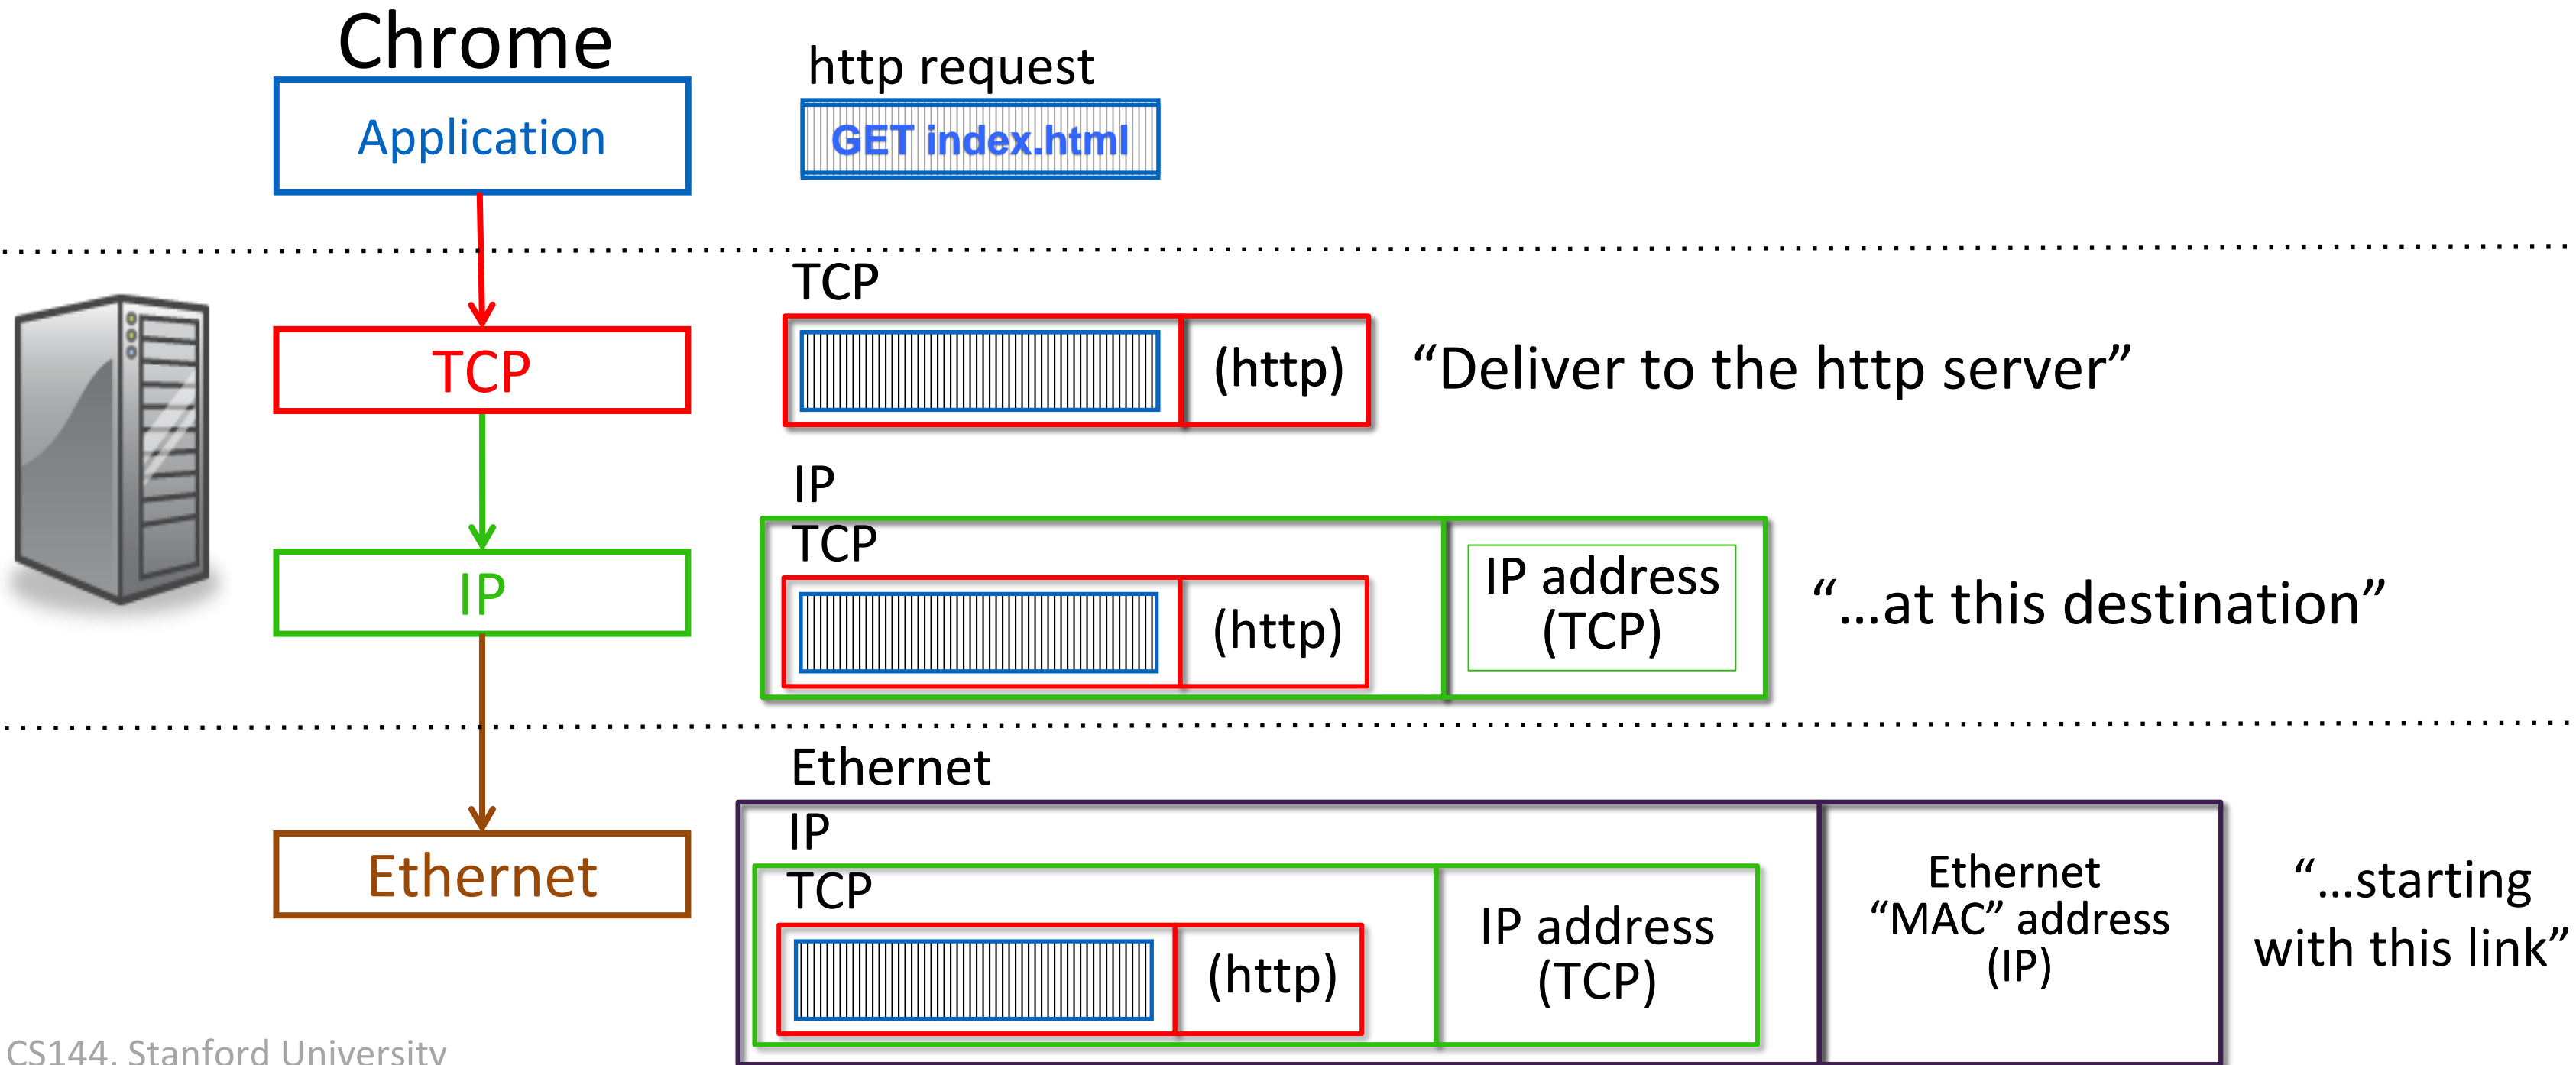 Chrome
Application
http request
GET index.html
TCP
TCP
(http)
“Deliver to the http server”
IP
IP
TCP
(http)
IP address
(TCP)
“...at this destination”
Ethernet
Ethernet
IP
TCP
(http)
IP address
(TCP)
Ethernet
“MAC” address
(IP)
“...starting
with this link”
CS144, Stanford University